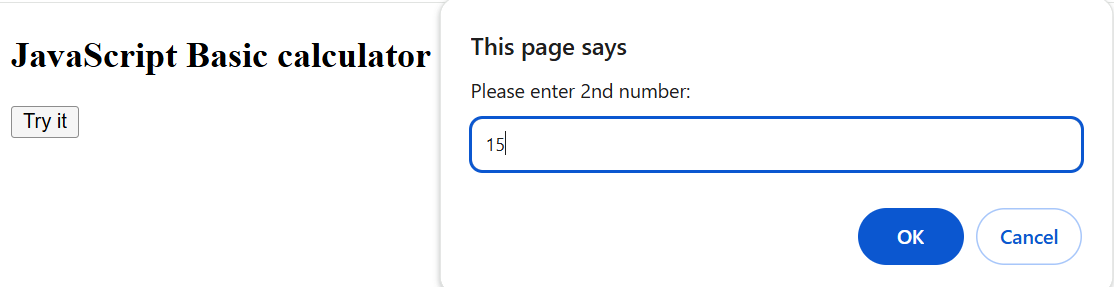 JavaScript Basic calculator
Try it
This page says
Please enter 2nd number:
15
OK
Cancel